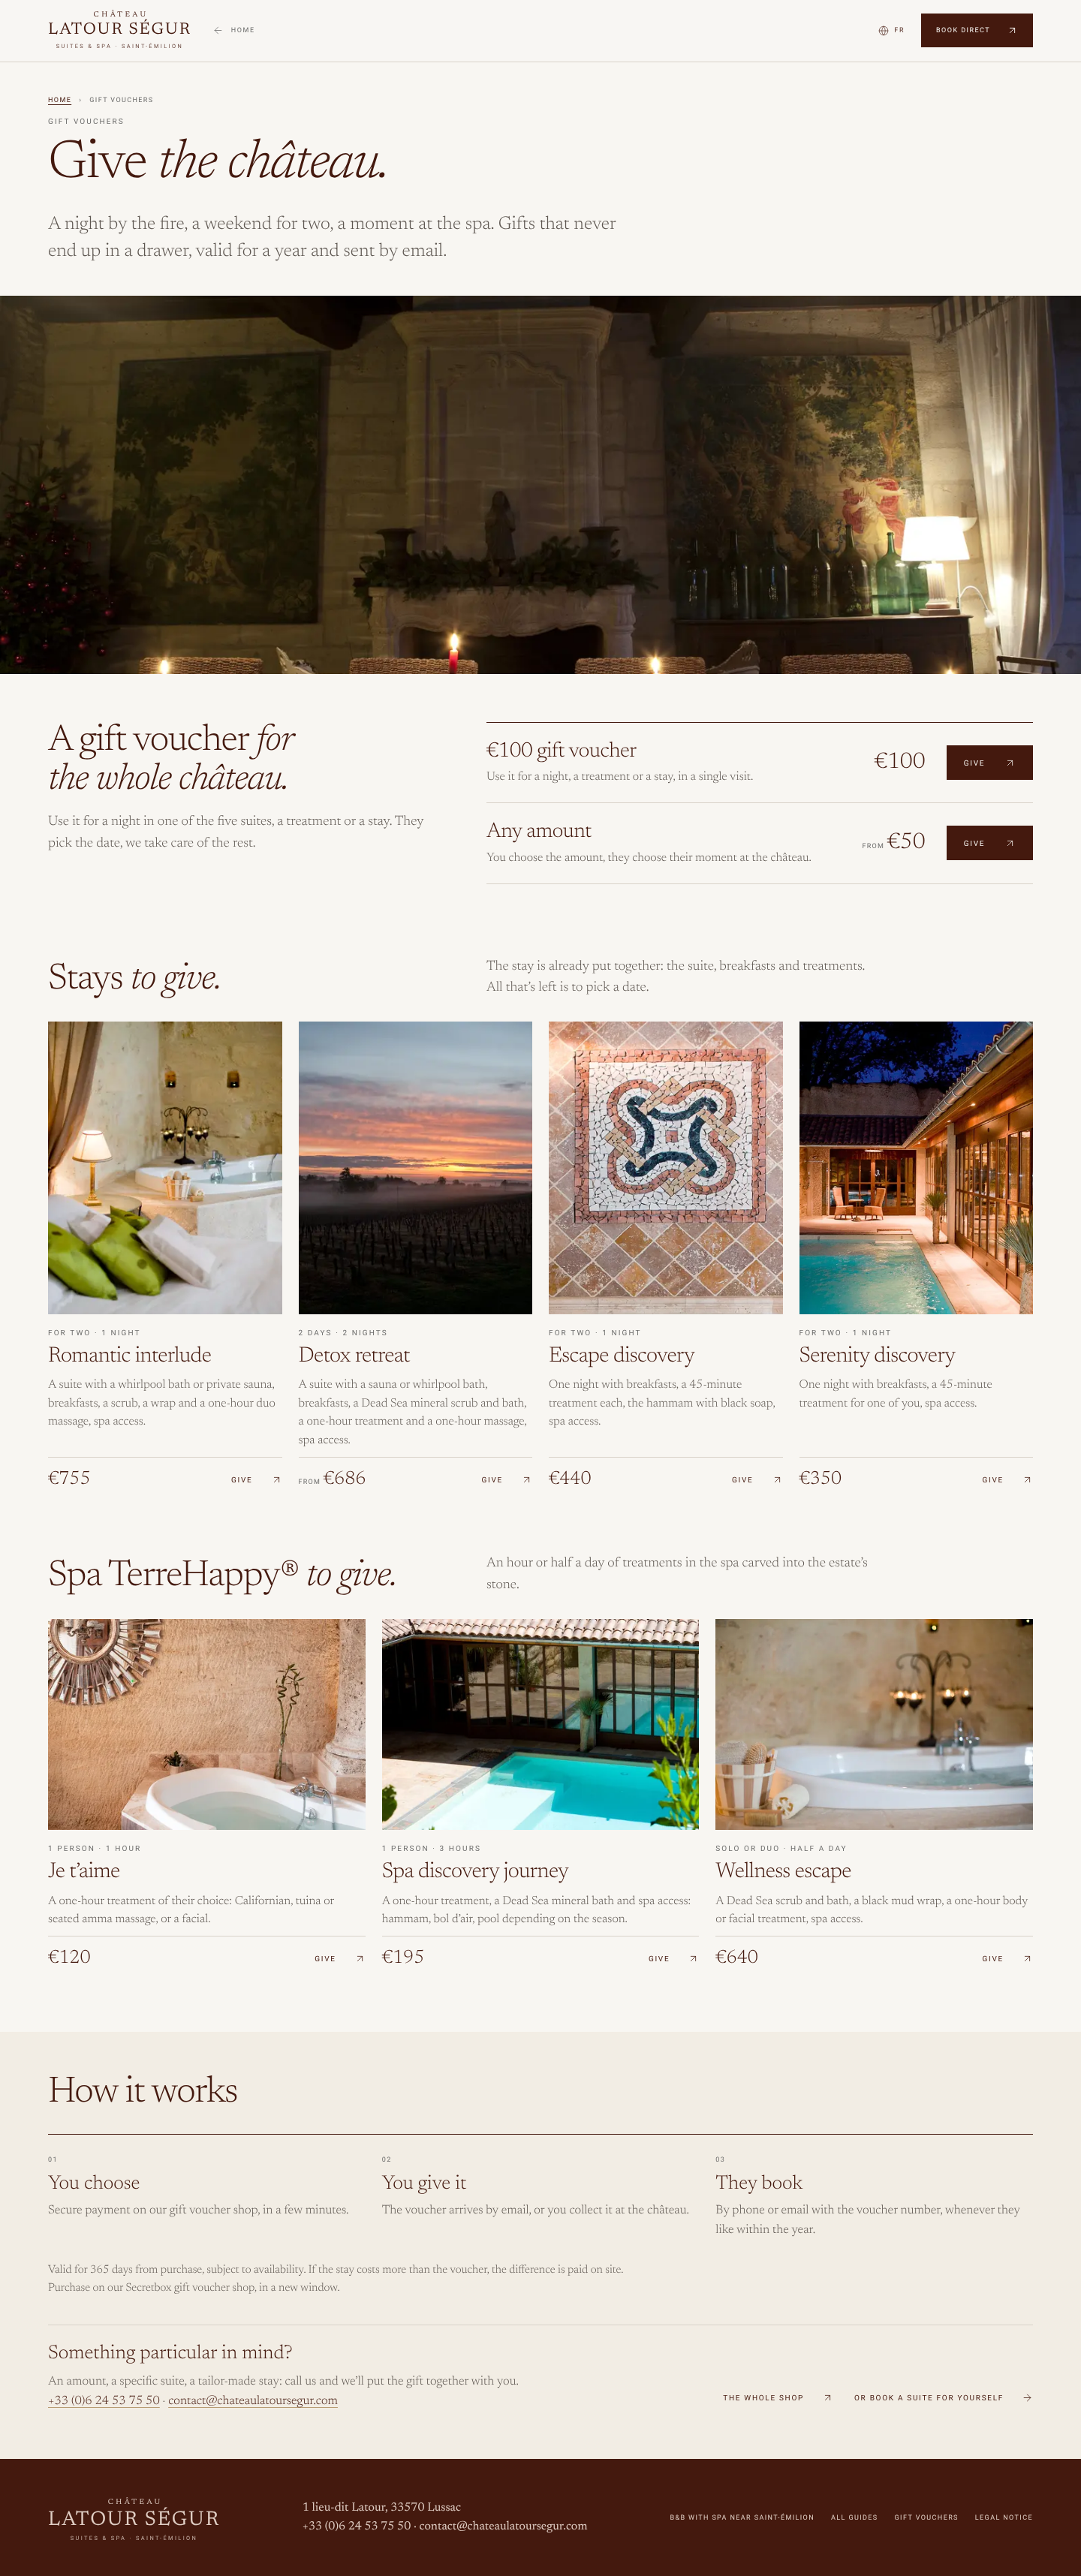 CHÂTEAU
LATOUR SÉGUR
SUITES & SPA · SAINT-ÉMILION
HOME
FR
BOOK DIRECT
HOME › GIFT VOUCHERS
GIFT VOUCHERS
Give the château.
A night by the fire, a weekend for two, a moment at the spa. Gifts that never
end up in a drawer, valid for a year and sent by email.
A gift voucher for
the whole château.
Use it for a night in one of the five suites, a treatment or a stay. They
pick the date, we take care of the rest.
€100 gift voucher
Use it for a night, a treatment or a stay, in a single visit.
€100
GIVE
Any amount
You choose the amount, they choose their moment at the château.
FROM €50
GIVE
Stays to give.
The stay is already put together: the suite, breakfasts and treatments.
All that’s left is to pick a date.
FOR TWO · 1 NIGHT
Romantic interlude
A suite with a whirlpool bath or private sauna,
breakfasts, a scrub, a wrap and a one-hour duo
massage, spa access.
€755
GIVE
2 DAYS · 2 NIGHTS
Detox retreat
A suite with a sauna or whirlpool bath,
breakfasts, a Dead Sea mineral scrub and bath,
a one-hour treatment and a one-hour massage,
spa access.
FROM €686
GIVE
FOR TWO · 1 NIGHT
Escape discovery
One night with breakfasts, a 45-minute
treatment each, the hammam with black soap,
spa access.
€440
GIVE
FOR TWO · 1 NIGHT
Serenity discovery
One night with breakfasts, a 45-minute
treatment for one of you, spa access.
€350
GIVE
Spa TerreHappy® to give.
An hour or half a day of treatments in the spa carved into the estate’s
stone.
1 PERSON · 1 HOUR
Je t’aime
A one-hour treatment of their choice: Californian, tuina or
seated amma massage, or a facial.
€120
GIVE
1 PERSON · 3 HOURS
Spa discovery journey
A one-hour treatment, a Dead Sea mineral bath and spa access:
hammam, bol d’air, pool depending on the season.
€195
GIVE
SOLO OR DUO · HALF A DAY
Wellness escape
A Dead Sea scrub and bath, a black mud wrap, a one-hour body
or facial treatment, spa access.
€640
GIVE
How it works
01
You choose
Secure payment on our gift voucher shop, in a few minutes.
02
You give it
The voucher arrives by email, or you collect it at the château.
03
They book
By phone or email with the voucher number, whenever they
like within the year.
Valid for 365 days from purchase, subject to availability. If the stay costs more than the voucher, the difference is paid on site.
Purchase on our Secretbox gift voucher shop, in a new window.
Something particular in mind?
An amount, a specific suite, a tailor-made stay: call us and we’ll put the gift together with you.
+33 (0)6 24 53 75 50 · contact@chateaulatoursegur.com
THE WHOLE SHOP
OR BOOK A SUITE FOR YOURSELF
CHÂTEAU
LATOUR SÉGUR
SUITES & SPA · SAINT-ÉMILION
1 lieu-dit Latour, 33570 Lussac
+33 (0)6 24 53 75 50 · contact@chateaulatoursegur.com
B&B WITH SPA NEAR SAINT-ÉMILION
ALL GUIDES
GIFT VOUCHERS
LEGAL NOTICE